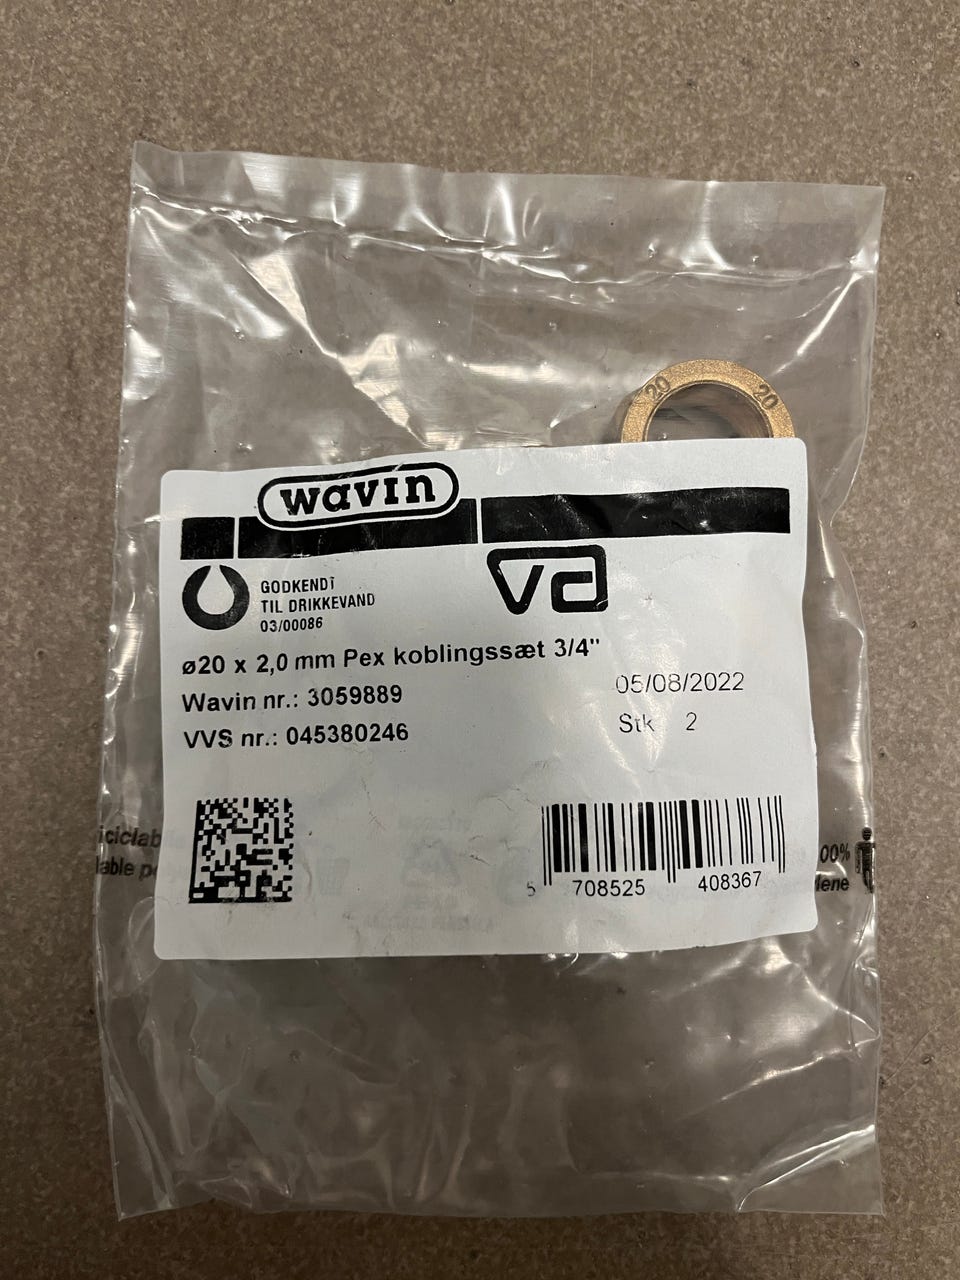 20 20
wavin
va
GODKENDT
TIL DRIKKEVAND
03/00086
ø20 x 2,0 mm Pex koblingssæt 3/4"
Wavin nr.: 3059889
05/08/2022
VVS nr.: 045380246
Stk 2
5 708525 408367